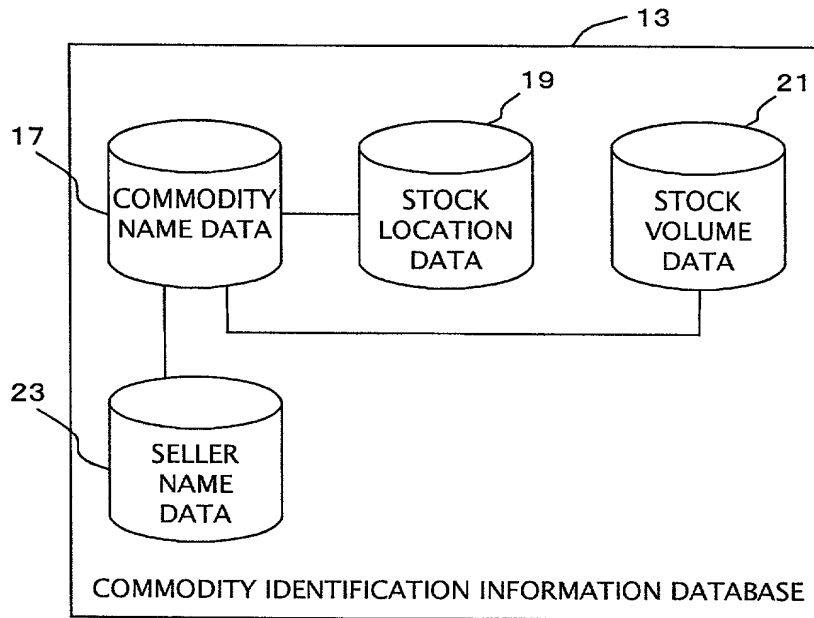 13
19
21
17
COMMODITY
NAME DATA
STOCK
LOCATION
DATA
STOCK
VOLUME
DATA
23
SELLER
NAME
DATA
COMMODITY IDENTIFICATION INFORMATION DATABASE